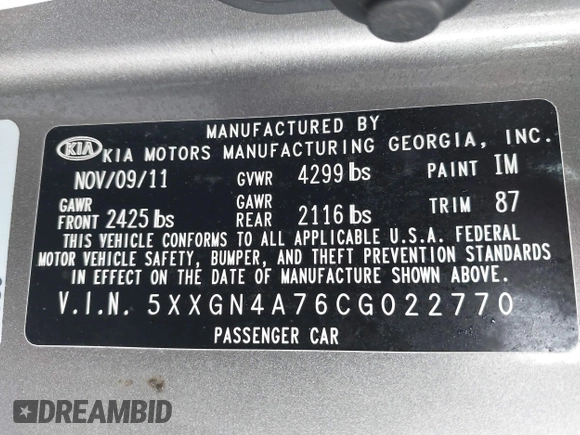 MANUFACTURED BY
KIA KIA MOTORS MANUFACTURING GEORGIA, INC.
NOV/09/11 GVWR 4299 lbs PAINT IM
GAWR FRONT 2425 lbs GAWR REAR 2116 lbs TRIM 87
THIS VEHICLE CONFORMS TO ALL APPLICABLE U.S.A. FEDERAL
MOTOR VEHICLE SAFETY, BUMPER, AND THEFT PREVENTION STANDARDS
IN EFFECT ON THE DATE OF MANUFACTURE SHOWN ABOVE.
V.I.N. 5XXGN4A76CG022770
PASSENGER CAR
DREAMBID